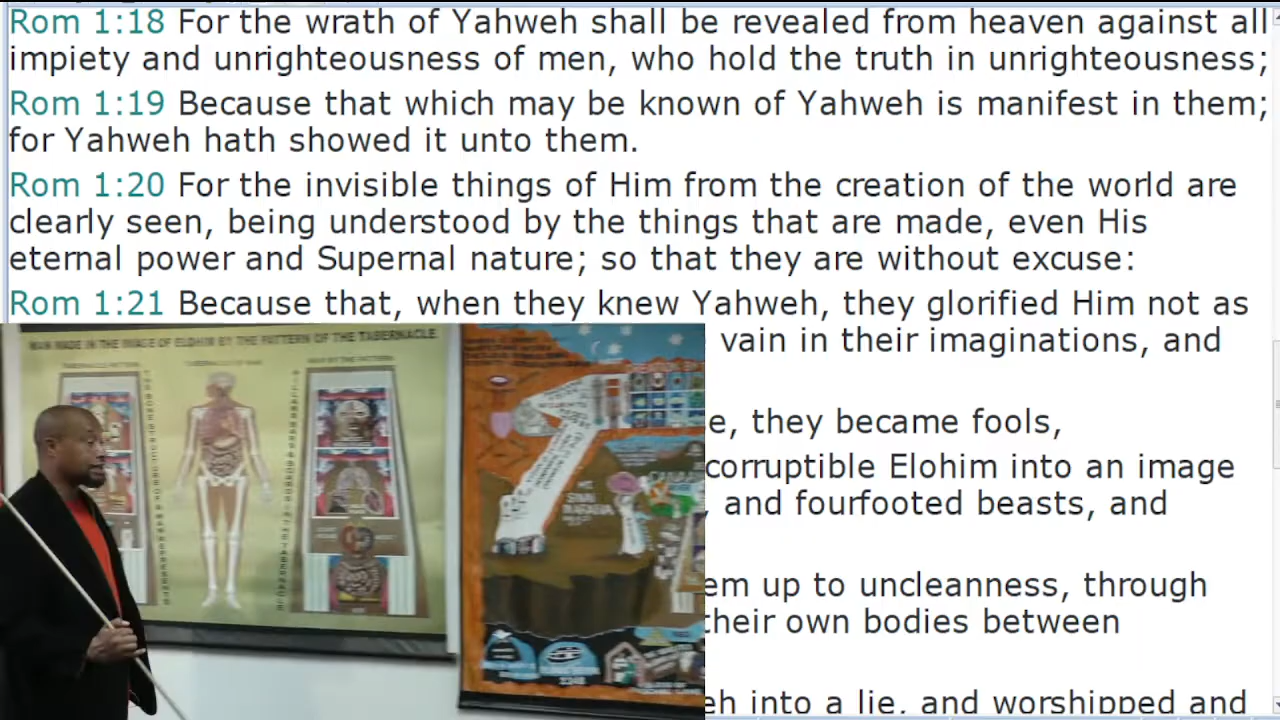 Rom 1:18 For the wrath of Yahweh shall be revealed from heaven against all
impiety and unrighteousness of men, who hold the truth in unrighteousness;
Rom 1:19 Because that which may be known of Yahweh is manifest in them;
for Yahweh hath showed it unto them.
Rom 1:20 For the invisible things of Him from the creation of the world are
clearly seen, being understood by the things that are made, even His
eternal power and Supernal nature; so that they are without excuse:
Rom 1:21 Because that, when they knew Yahweh, they glorified Him not as
vain in their imaginations, and
e, they became fools,
corruptible Elohim into an image
, and fourfooted beasts, and
em up to uncleanness, through
their own bodies between
eh into a lie, and worshipped and
MAN MADE IN THE IMAGE OF ELOHIM BY THE PATTERN OF THE TABERNACLE